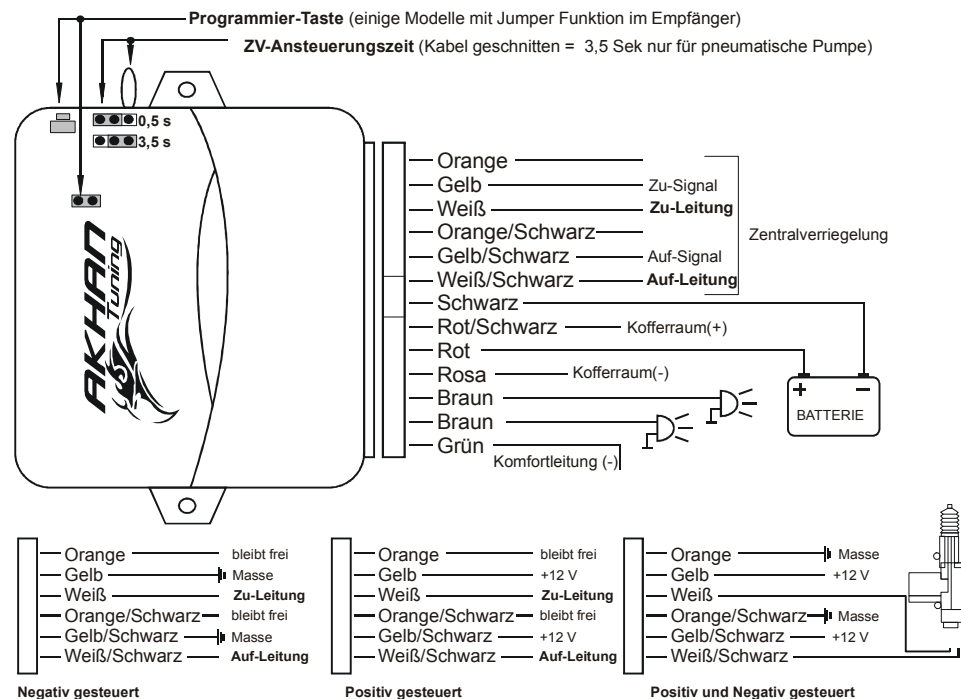 Programmier-Taste (einige Modelle mit Jumper Funktion im Empfänger)
ZV-Ansteuerungszeit (Kabel geschnitten = 3,5 Sek nur für pneumatische Pumpe)
0,5 s
3,5 s
AKHAN
Tuning
Orange
Gelb Zu-Signal
Weiß Zu-Leitung
Orange/Schwarz
Zentralverriegelung
Gelb/Schwarz Auf-Signal
Weiß/Schwarz Auf-Leitung
Schwarz
Rot/Schwarz Kofferraum(+)
Rot
Rosa Kofferraum(-)
Braun
Braun
Grün Komfortleitung (-)
+ −
BATTERIE
Orange bleibt frei
Gelb Masse
Weiß Zu-Leitung
Orange/Schwarz bleibt frei
Gelb/Schwarz Masse
Weiß/Schwarz Auf-Leitung
Negativ gesteuert
Orange bleibt frei
Gelb +12 V
Weiß Zu-Leitung
Orange/Schwarz bleibt frei
Gelb/Schwarz +12 V
Weiß/Schwarz Auf-Leitung
Positiv gesteuert
Orange Masse
Gelb +12 V
Weiß
Orange/Schwarz Masse
Gelb/Schwarz +12 V
Weiß/Schwarz
Positiv und Negativ gesteuert